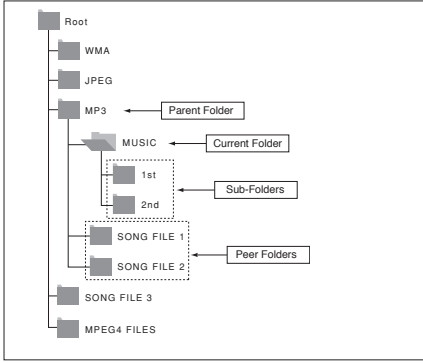 Root
WMA
JPEG
MP3
Parent Folder
MUSIC
Current Folder
1st
Sub-Folders
2nd
SONG FILE 1
Peer Folders
SONG FILE 2
SONG FILE 3
MPEG4 FILES